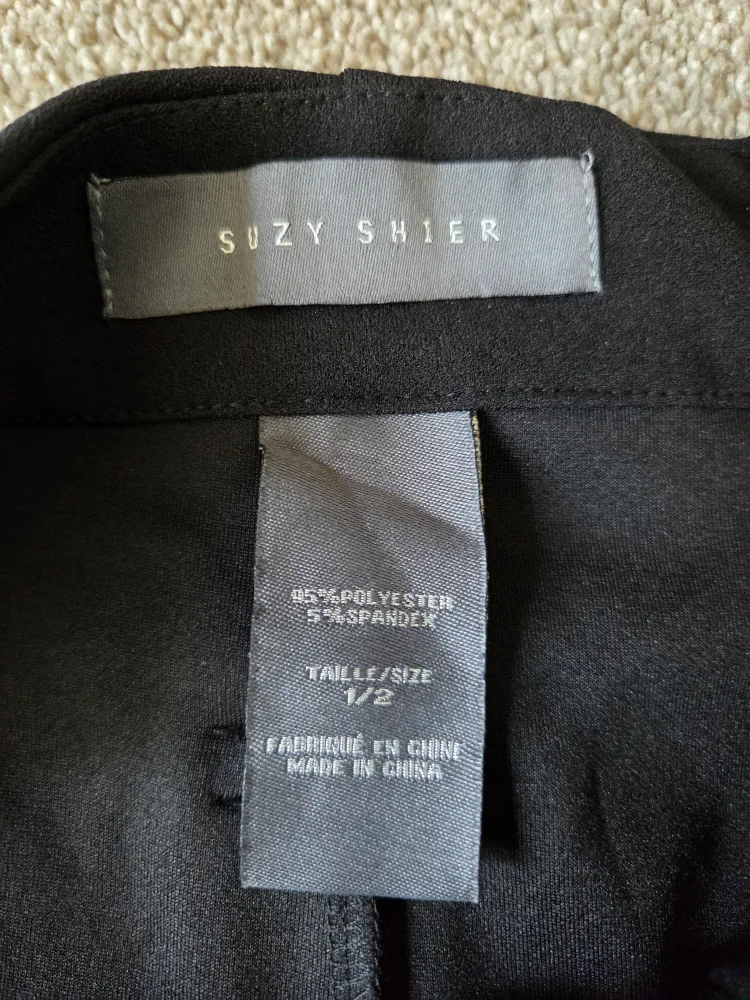 SUZY SHIER
95%POLYESTER
5%SPANDEX
TAILLE/SIZE
1/2
FABRIQUÉ EN CHINE
MADE IN CHINA